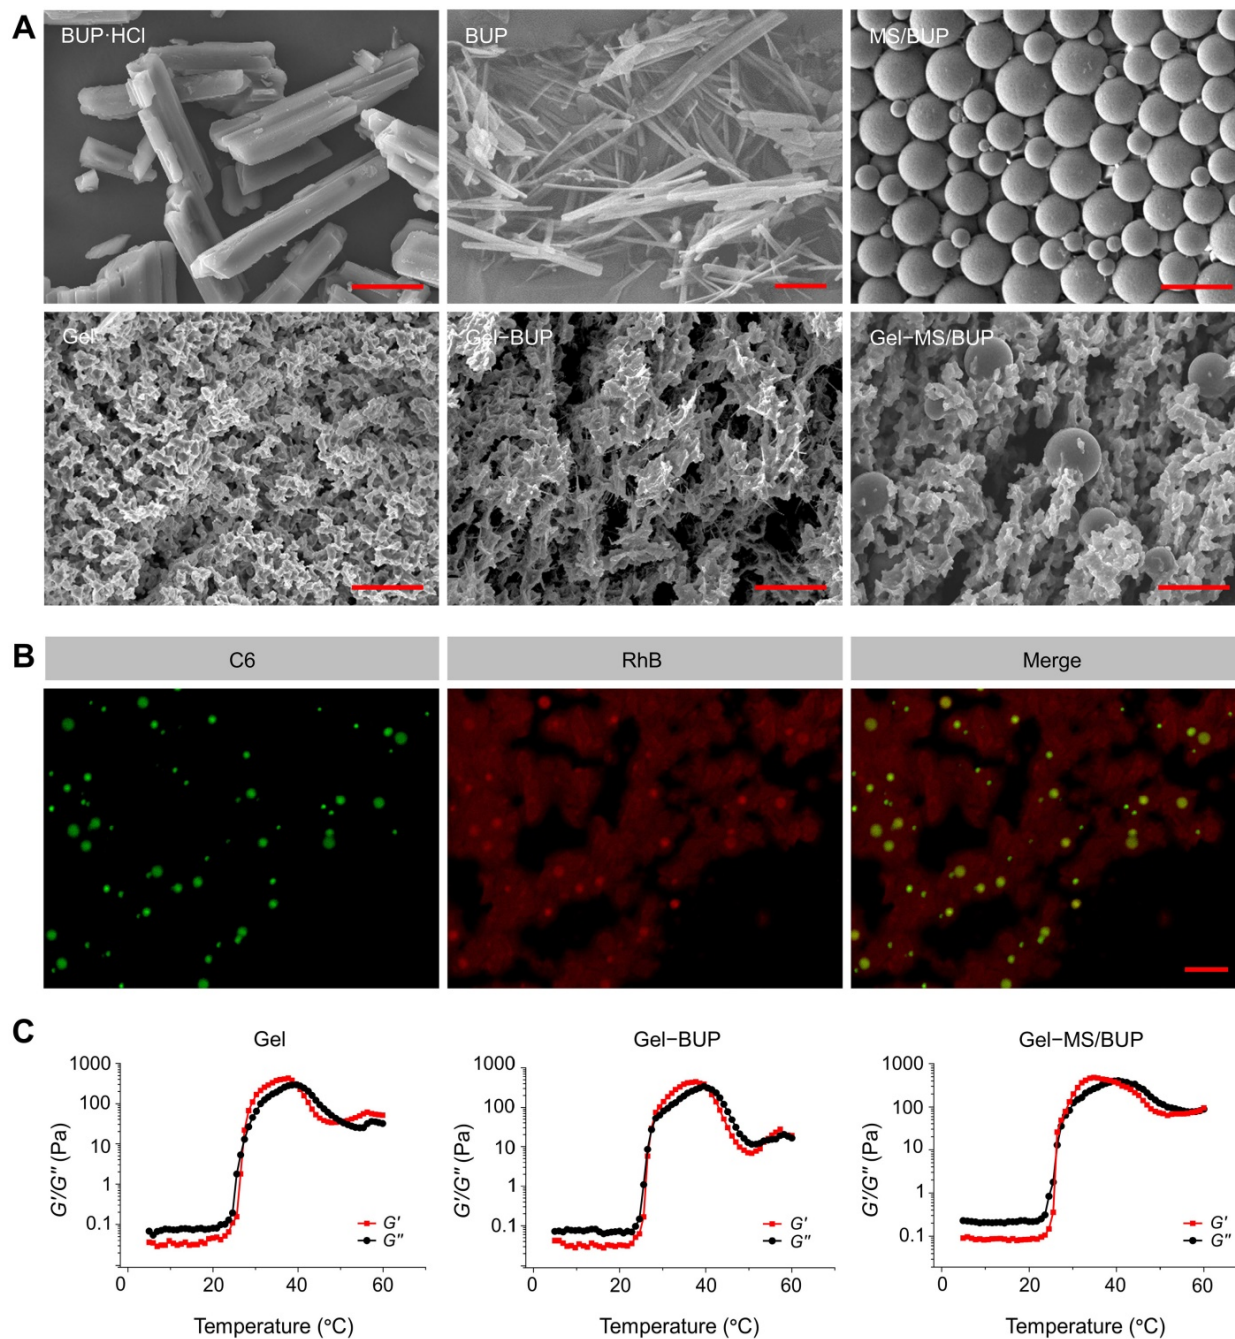 A
BUP·HCl
BUP
MS/BUP
Gel
Gel−BUP
Gel−MS/BUP
B
C6
RhB
Merge
C
Gel
Gel−BUP
Gel−MS/BUP
G′/G″ (Pa)
1000
100
10
1
0.1
G′
G″
0
20
40
60
Temperature (°C)
G′/G″ (Pa)
1000
100
10
1
0.1
G′
G″
0
20
40
60
Temperature (°C)
G′/G″ (Pa)
1000
100
10
1
0.1
G′
G″
0
20
40
60
Temperature (°C)